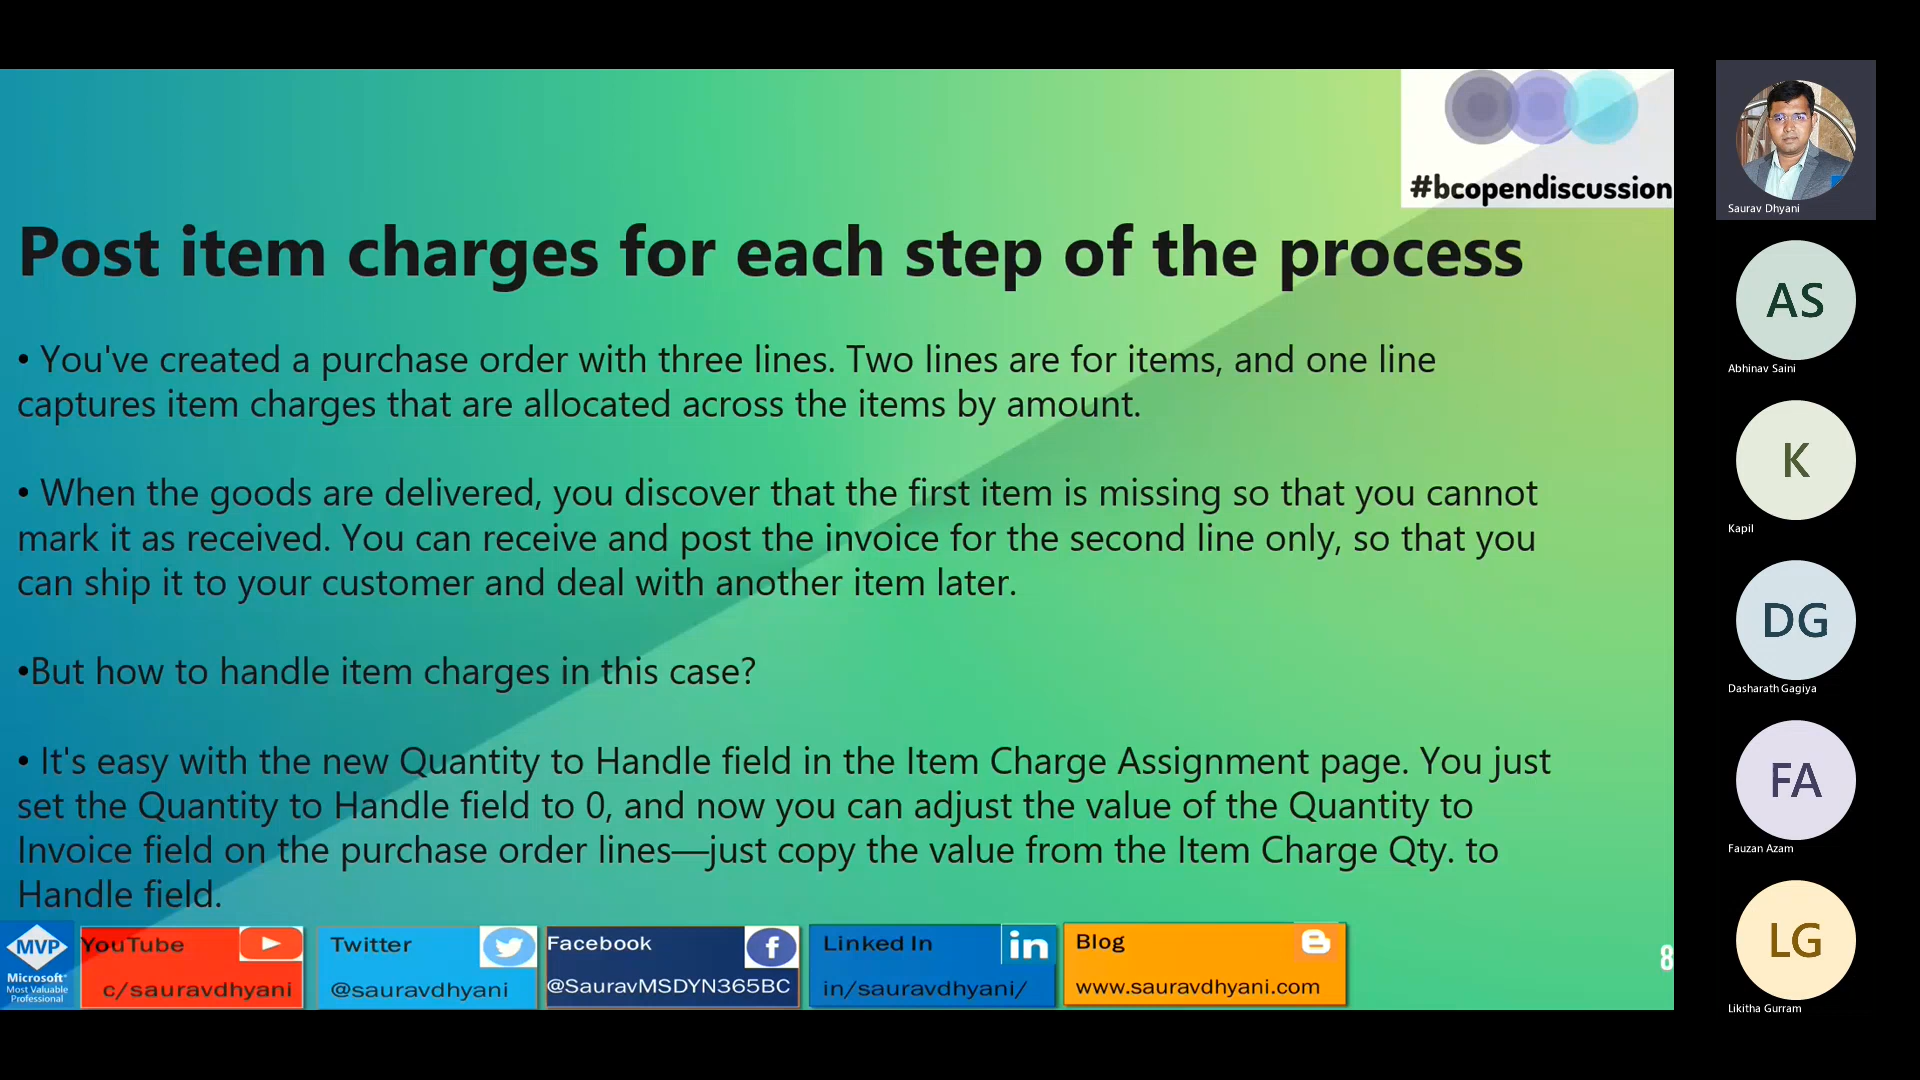 #bcopendiscussion
Post item charges for each step of the process
• You've created a purchase order with three lines. Two lines are for items, and one line
captures item charges that are allocated across the items by amount.
• When the goods are delivered, you discover that the first item is missing so that you cannot
mark it as received. You can receive and post the invoice for the second line only, so that you
can ship it to your customer and deal with another item later.
•But how to handle item charges in this case?
• It's easy with the new Quantity to Handle field in the Item Charge Assignment page. You just
set the Quantity to Handle field to 0, and now you can adjust the value of the Quantity to
Invoice field on the purchase order lines—just copy the value from the Item Charge Qty. to
Handle field.
MVP
Microsoft®
Most Valuable
Professional
YouTube
c/sauravdhyani
Twitter
@sauravdhyani
Facebook
@SauravMSDYN365BC
Linked In
in
in/sauravdhyani/
Blog
www.sauravdhyani.com
8
Saurav Dhyani
AS
Abhinav Saini
K
Kapil
DG
Dasharath Gagiya
FA
Fauzan Azam
LG
Likitha Gurram